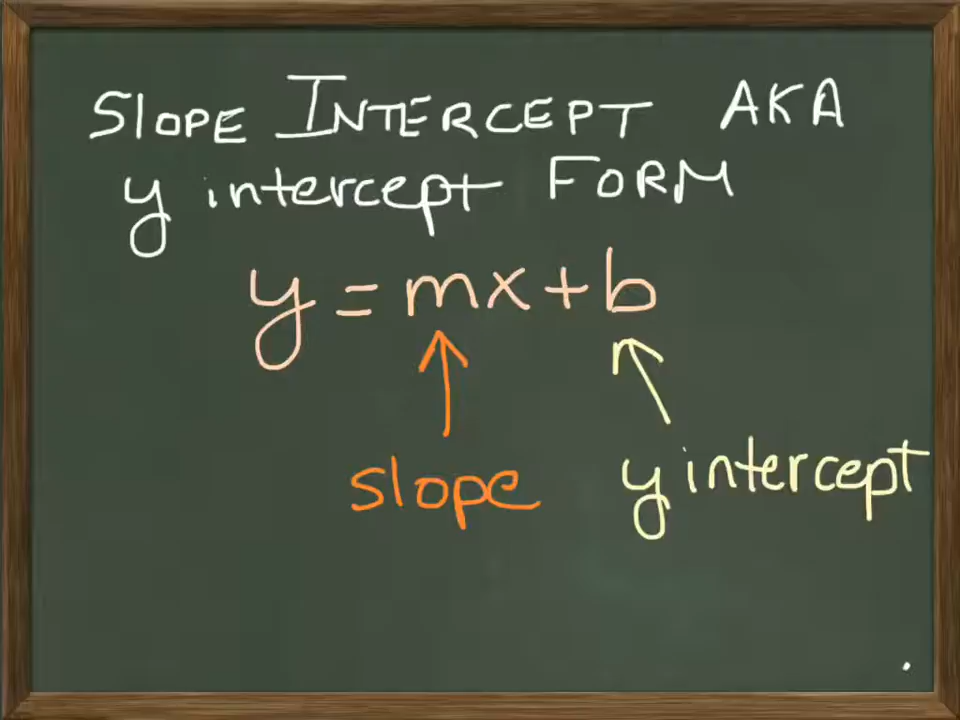 SlOPE INTERCEPT AKA
y intercept FORM
y = mx + b
slope
y intercept